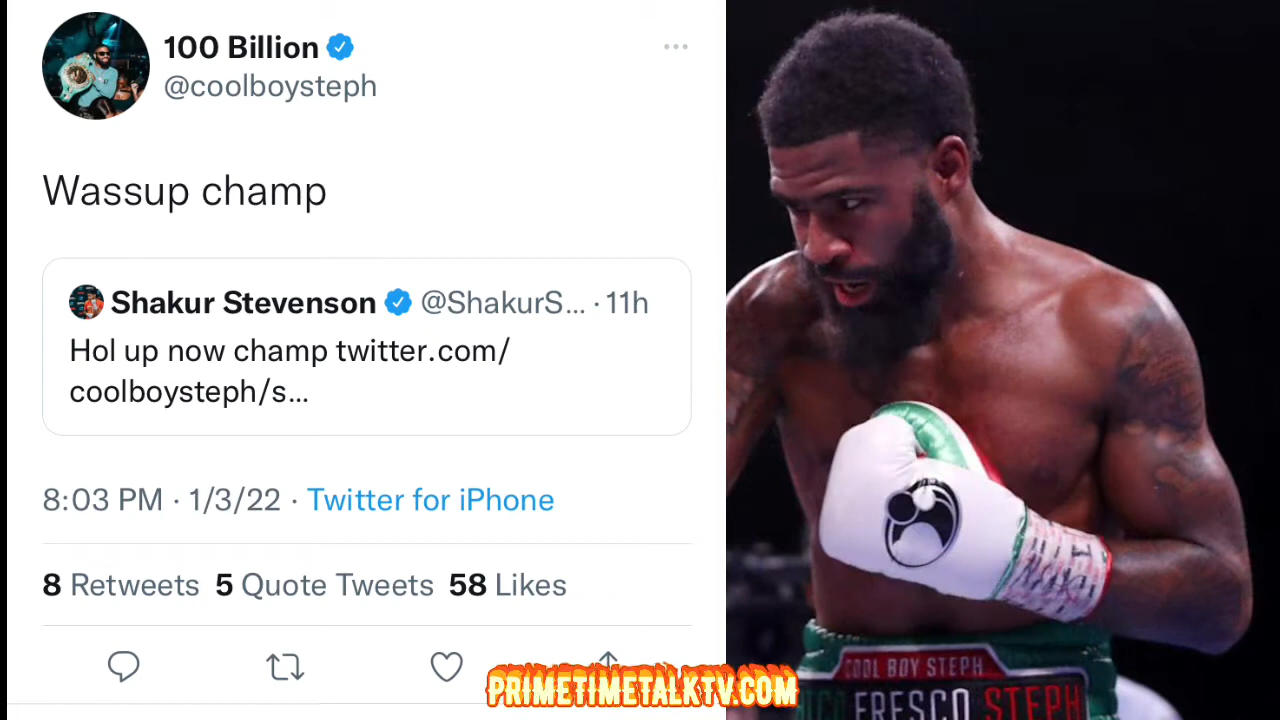 100 Billion
@coolboysteph
Wassup champ
Shakur Stevenson @ShakurS... · 11h
Hol up now champ twitter.com/
coolboysteph/s...
8:03 PM · 1/3/22 · Twitter for iPhone
8 Retweets 5 Quote Tweets 58 Likes
PRIMETIMETALKTV.COM
COOL BOY STEPH
FRESCO STEPH